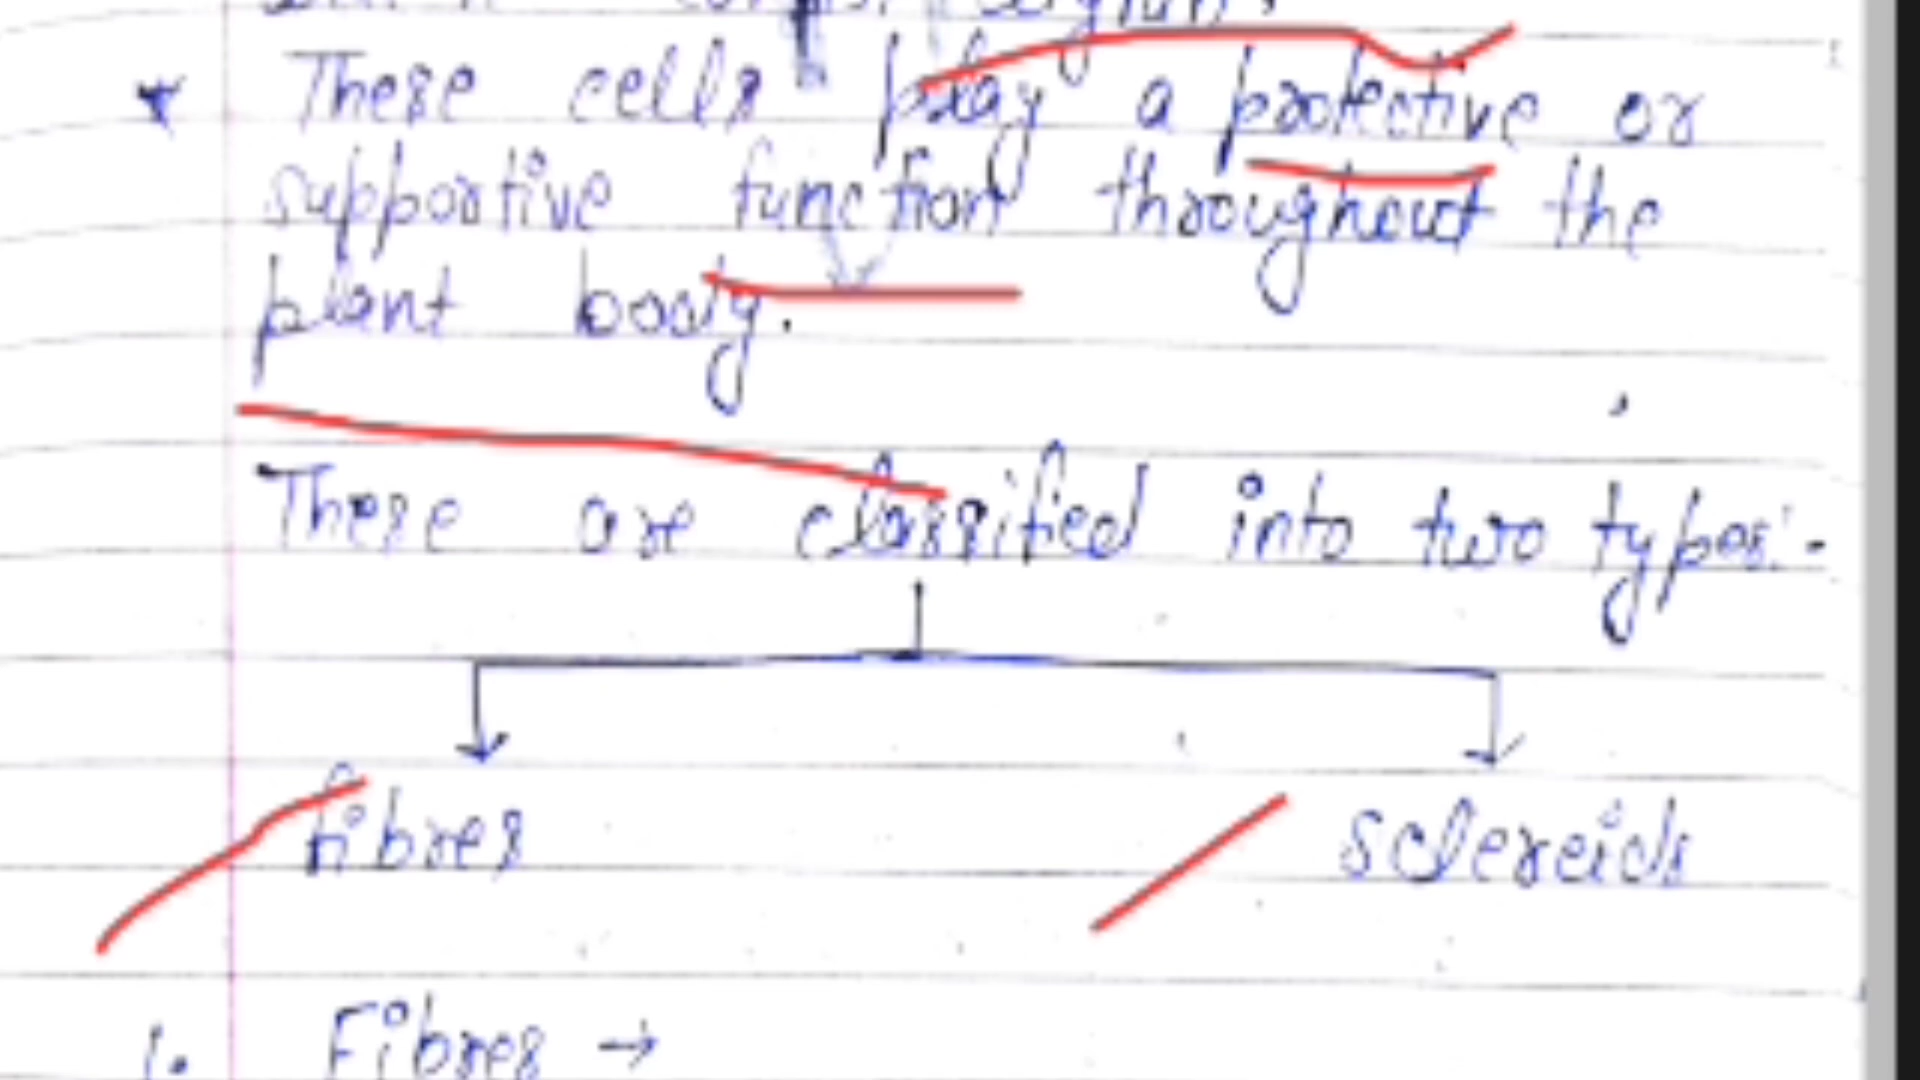 ★ These cells play a protective or
supportive function throughout the
plant body.
These are classified into two types:-
fibres sclereids
1. Fibres →